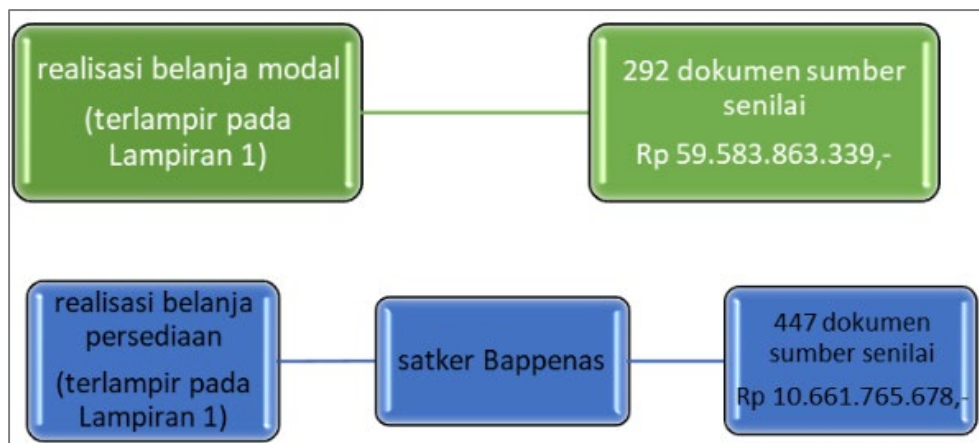 realisasi belanja modal
(terlampir pada
Lampiran 1)
292 dokumen sumber
senilai
Rp 59.583.863.339,-
realisasi belanja
persediaan
(terlampir pada
Lampiran 1)
satker Bappenas
447 dokumen
sumber senilai
Rp 10.661.765.678,-